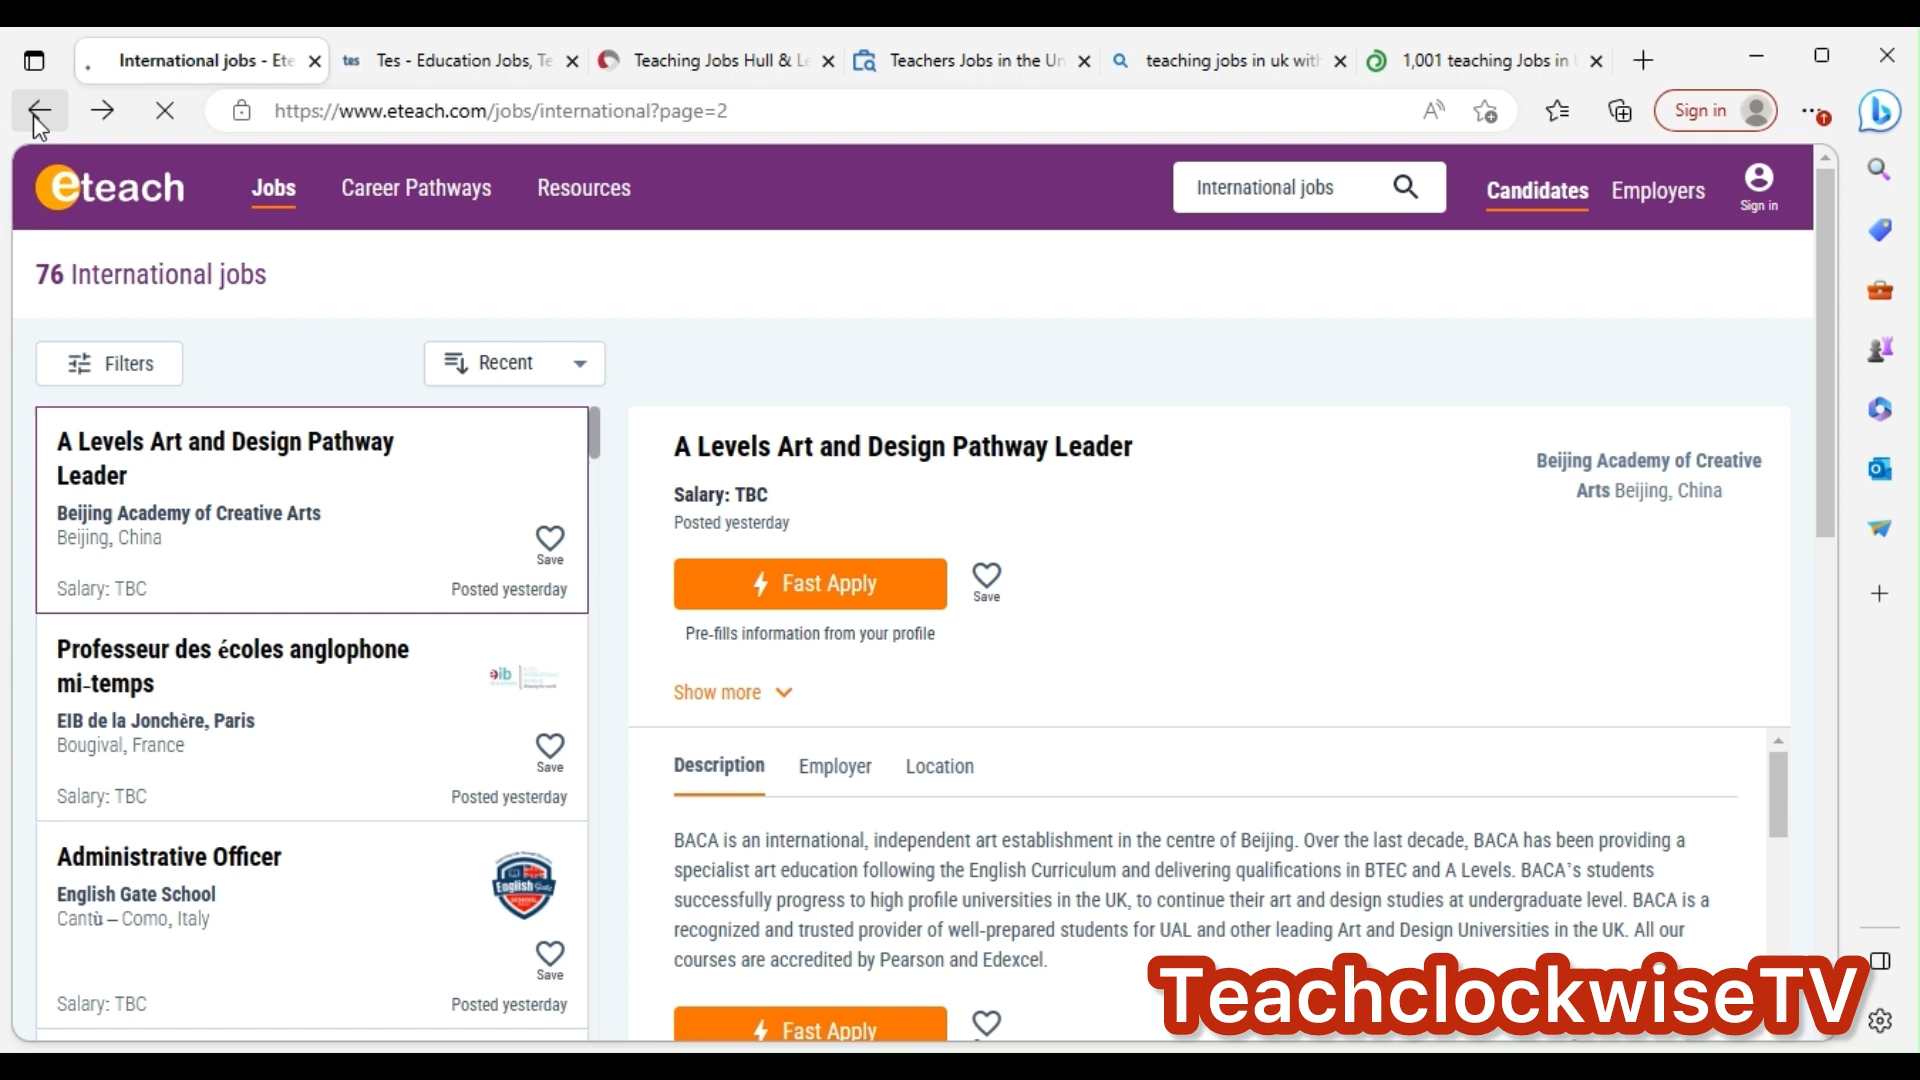 International jobs - Ete
tes Tes - Education Jobs, Te
Teaching Jobs Hull & Le
Teachers Jobs in the Un
teaching jobs in uk with
1,001 teaching Jobs in
https://www.eteach.com/jobs/international?page=2
Sign in
eteach
Jobs
Career Pathways
Resources
International jobs
Candidates
Employers
Sign in
76 International jobs
Filters
Recent
A Levels Art and Design Pathway
Leader
Beijing Academy of Creative Arts
Beijing, China
Save
Salary: TBC
Posted yesterday
Professeur des écoles anglophone
mi-temps
eib
EIB de la Jonchère, Paris
Bougival, France
Save
Salary: TBC
Posted yesterday
Administrative Officer
English Gate
SCHOOL
English Gate School
Cantù – Como, Italy
Save
Salary: TBC
Posted yesterday
A Levels Art and Design Pathway Leader
Beijing Academy of Creative
Arts Beijing, China
Salary: TBC
Posted yesterday
Fast Apply
Save
Pre-fills information from your profile
Show more
Description
Employer
Location
BACA is an international, independent art establishment in the centre of Beijing. Over the last decade, BACA has been providing a
specialist art education following the English Curriculum and delivering qualifications in BTEC and A Levels. BACA's students
successfully progress to high profile universities in the UK, to continue their art and design studies at undergraduate level. BACA is a
recognized and trusted provider of well-prepared students for UAL and other leading Art and Design Universities in the UK. All our
courses are accredited by Pearson and Edexcel.
Fast Apply
TeachclockwiseTV